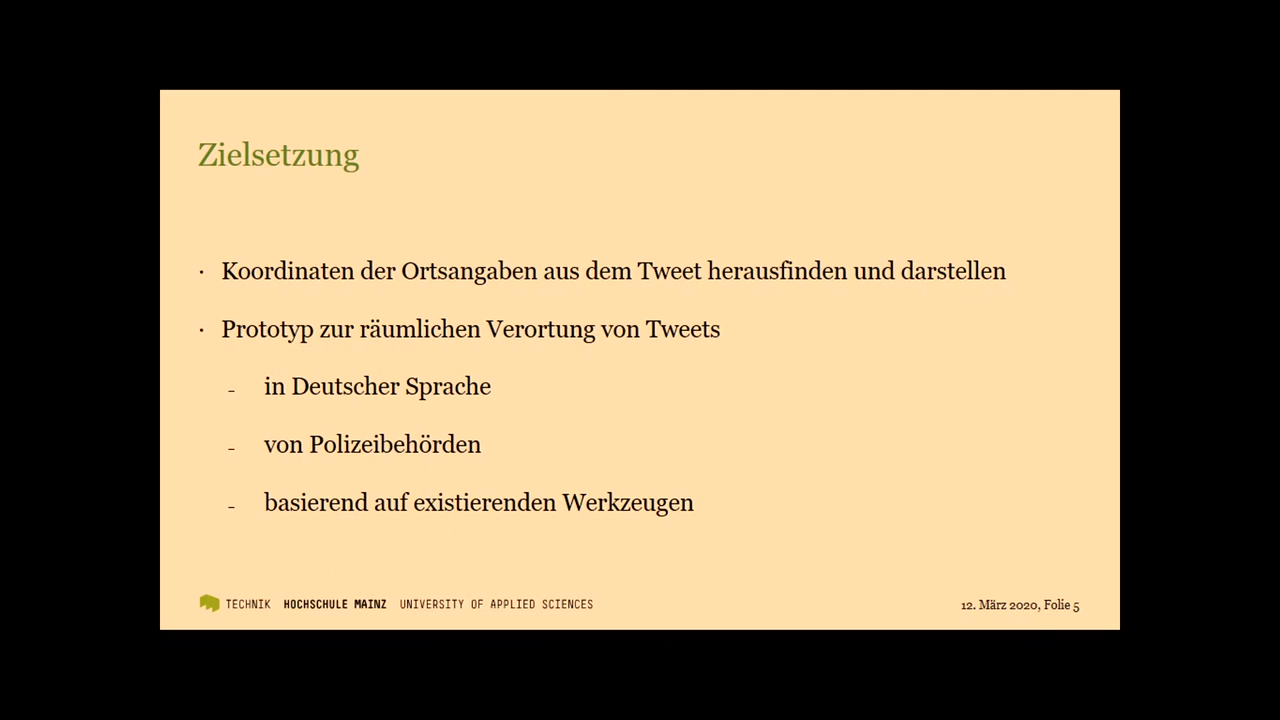 Zielsetzung
· Koordinaten der Ortsangaben aus dem Tweet herausfinden und darstellen
· Prototyp zur räumlichen Verortung von Tweets
- in Deutscher Sprache
- von Polizeibehörden
- basierend auf existierenden Werkzeugen
TECHNIK HOCHSCHULE MAINZ UNIVERSITY OF APPLIED SCIENCES
12. März 2020, Folie 5